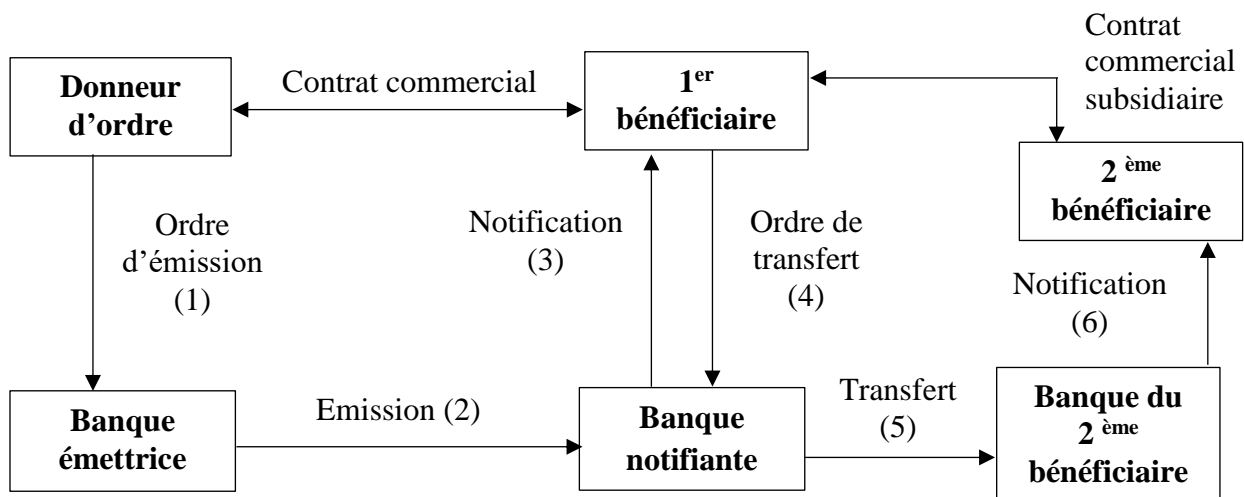 Contrat
commercial
subsidiaire
Donneur
d’ordre
Contrat commercial
1er
bénéficiaire
2 ème
bénéficiaire
Ordre
d’émission
(1)
Notification
(3)
Ordre de
transfert
(4)
Notification
(6)
Banque
émettrice
Emission (2)
Banque
notifiante
Transfert
(5)
Banque du
2 ème
bénéficiaire